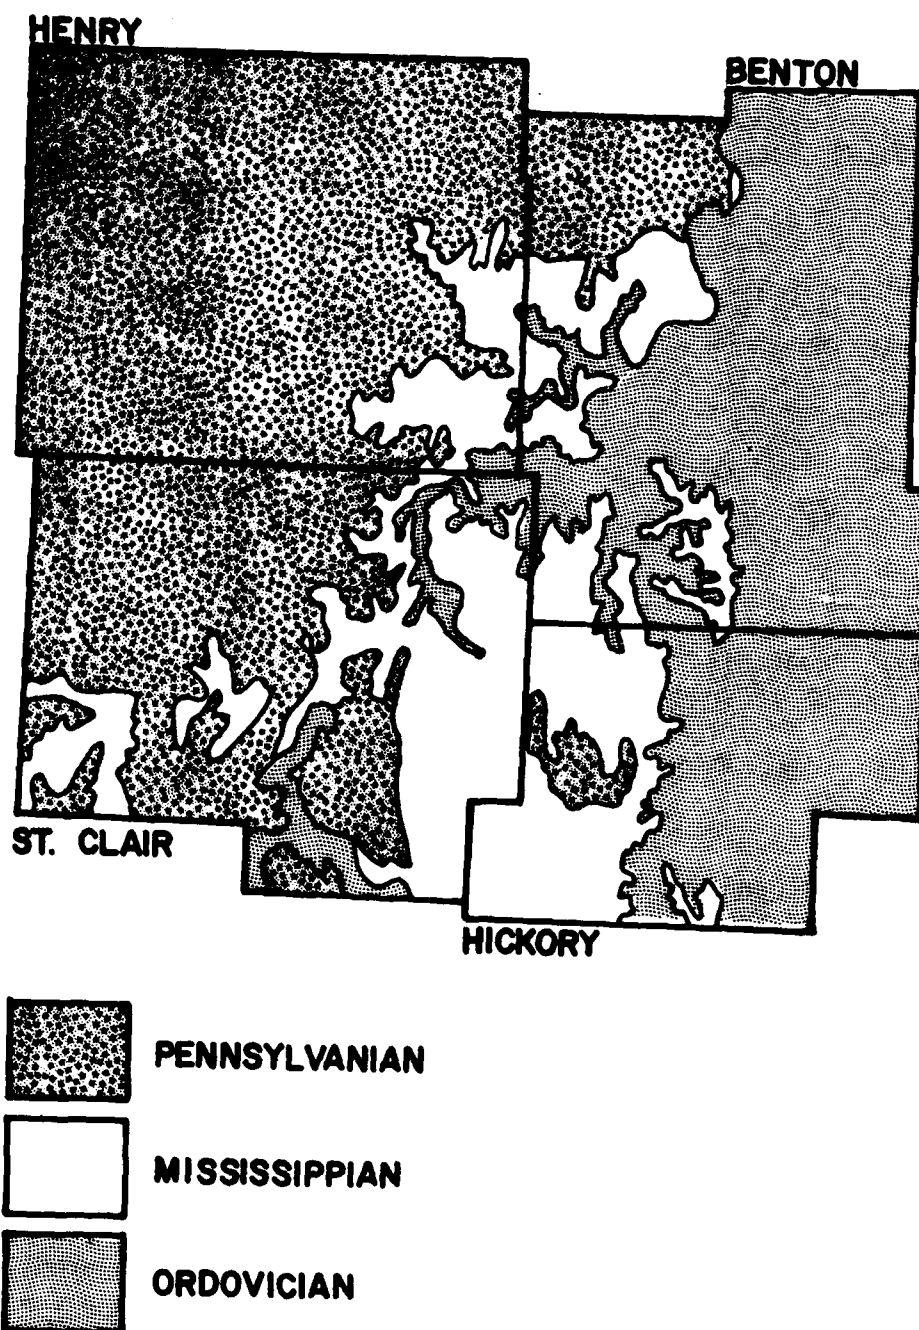 HENRY
BENTON
ST. CLAIR
HICKORY
PENNSYLVANIAN
MISSISSIPPIAN
ORDOVICIAN